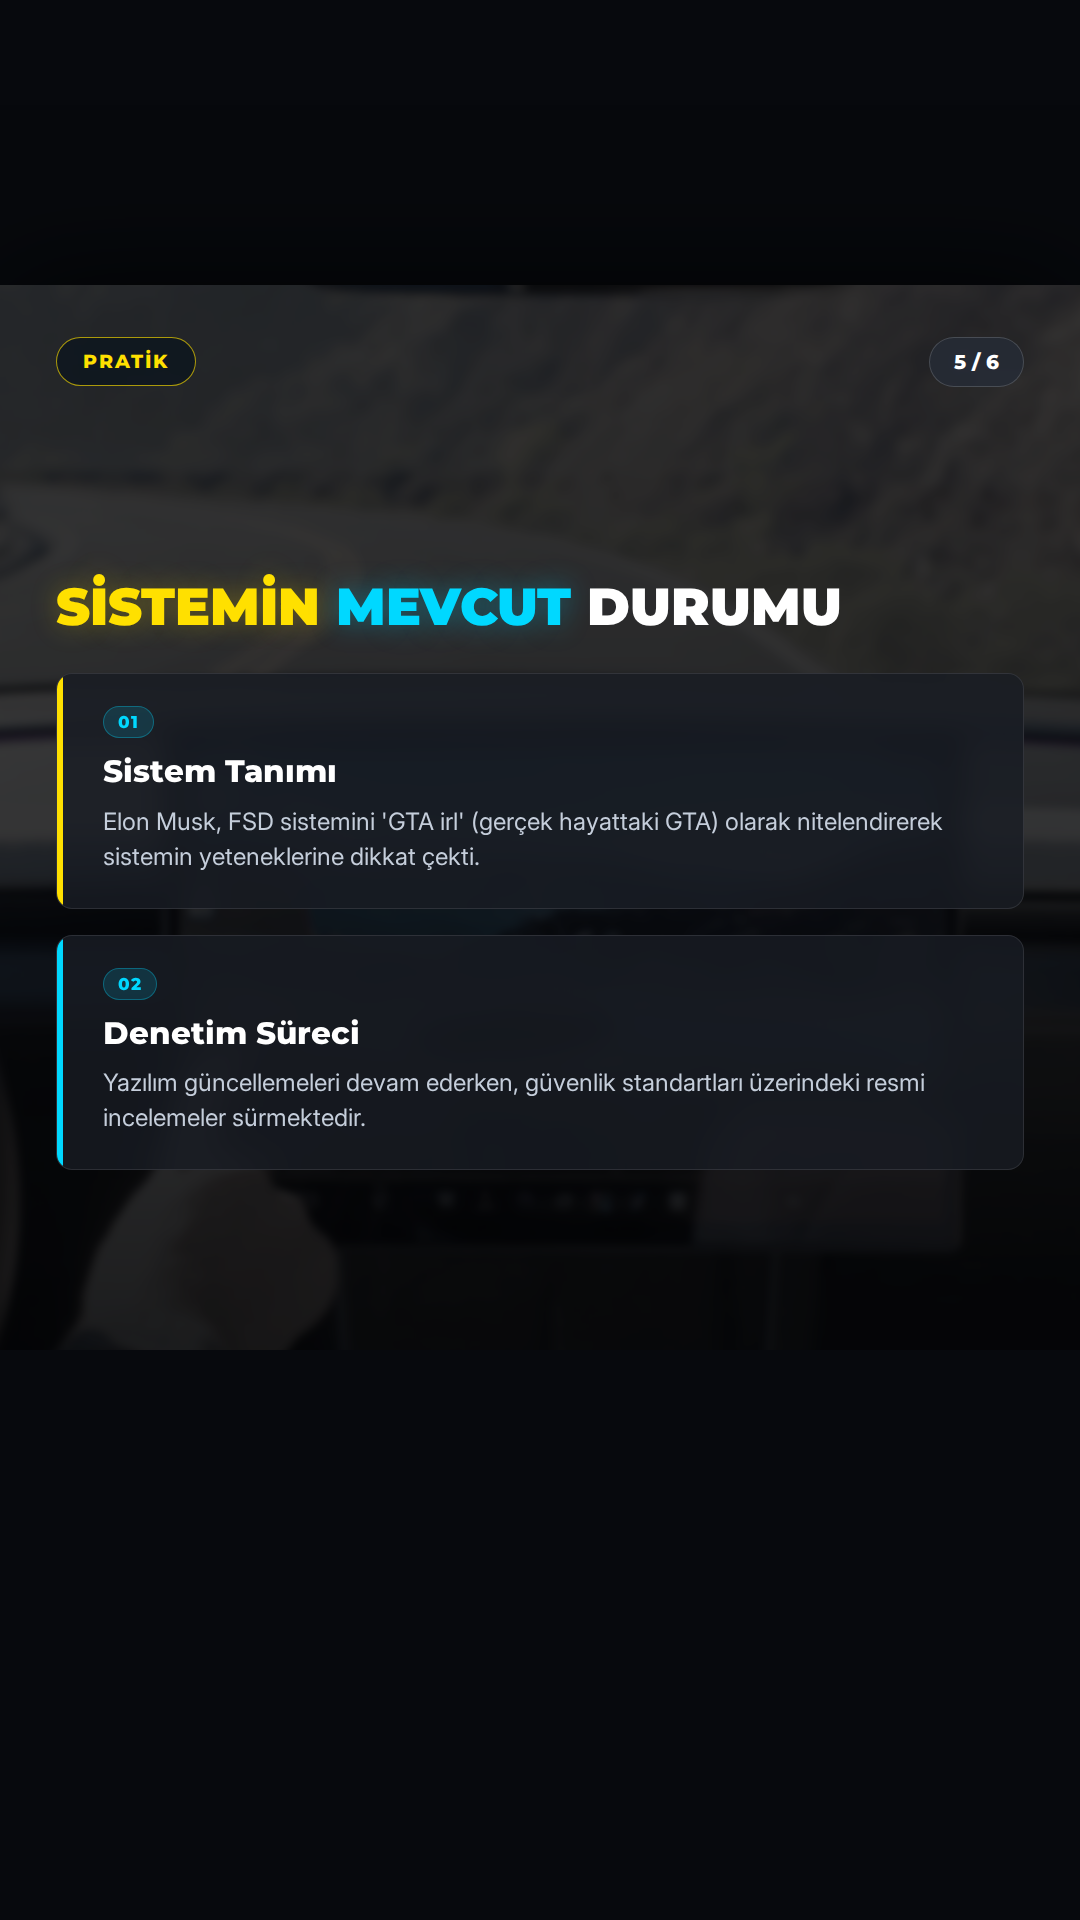 PRATİK
5 / 6
SİSTEMİN MEVCUT DURUMU
01
Sistem Tanımı
Elon Musk, FSD sistemini 'GTA irl' (gerçek hayattaki GTA) olarak nitelendirerek
sistemin yeteneklerine dikkat çekti.
02
Denetim Süreci
Yazılım güncellemeleri devam ederken, güvenlik standartları üzerindeki resmi
incelemeler sürmektedir.